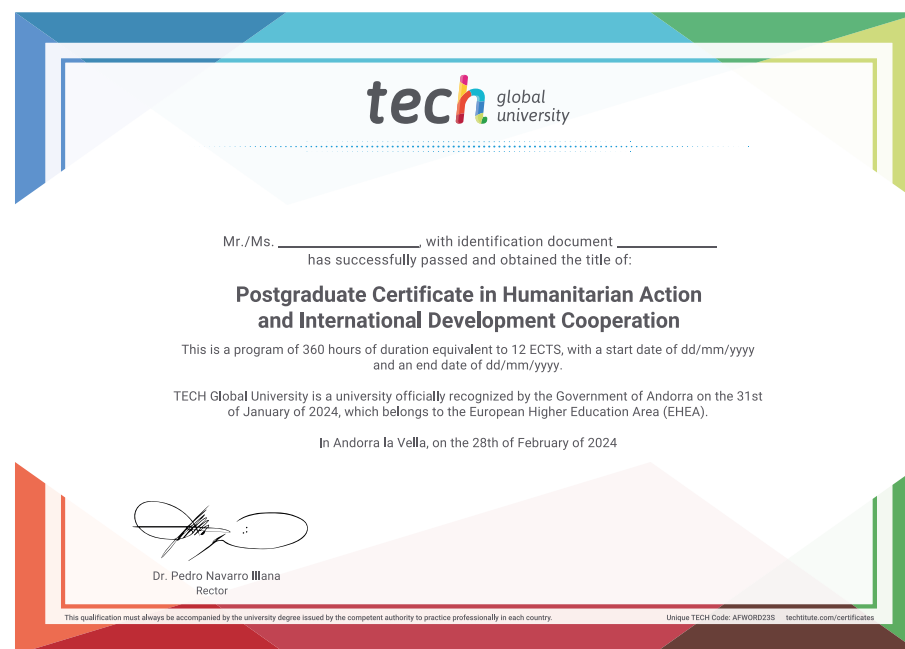 tech global university
Mr./Ms. ____________________, with identification document ______________
has successfully passed and obtained the title of:
Postgraduate Certificate in Humanitarian Action
and International Development Cooperation
This is a program of 360 hours of duration equivalent to 12 ECTS, with a start date of dd/mm/yyyy
and an end date of dd/mm/yyyy.
TECH Global University is a university officially recognized by the Government of Andorra on the 31st
of January of 2024, which belongs to the European Higher Education Area (EHEA).
In Andorra la Vella, on the 28th of February of 2024
Dr. Pedro Navarro Illana
Rector
This qualification must always be accompanied by the university degree issued by the competent authority to practice professionally in each country.
Unique TECH Code: AFWORD23S techtitute.com/certificates